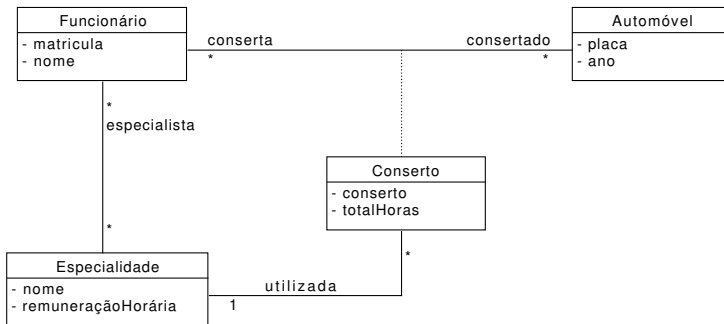 Funcionário
- matricula
- nome
conserta
*
consertado
*
Automóvel
- placa
- ano
*
especialista
*
Conserto
- conserto
- totalHoras
*
Especialidade
- nome
- remuneraçãoHorária
utilizada
1